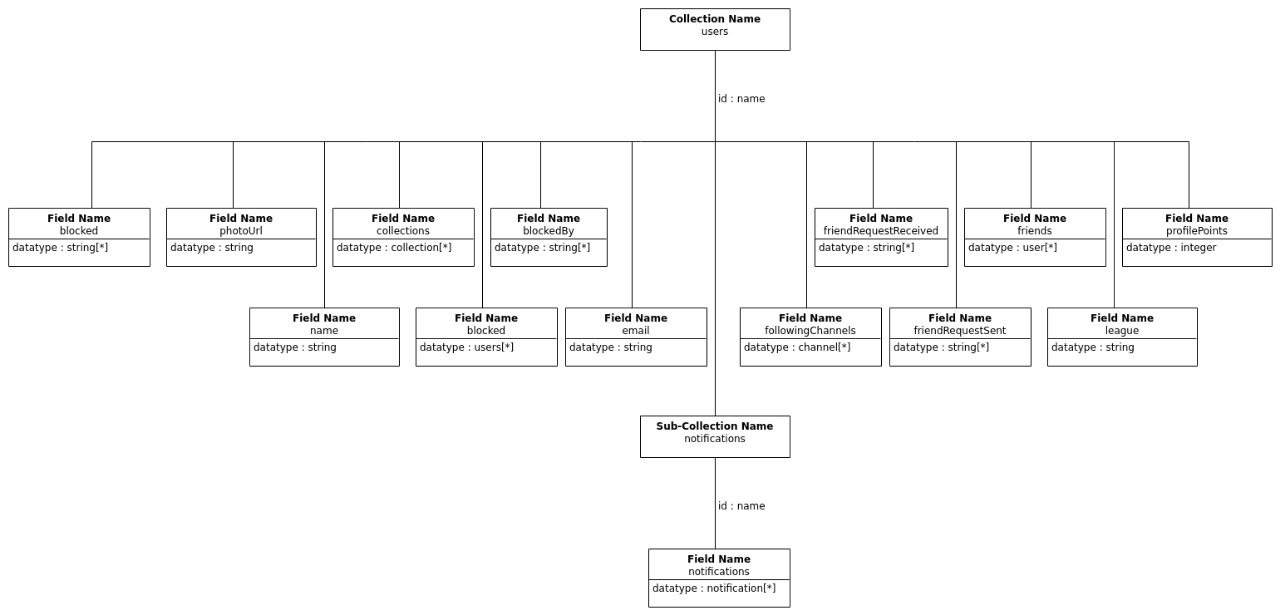 Collection Name
users
id : name
Field Name
blocked
datatype : string[*]
Field Name
photoUrl
datatype : string
Field Name
collections
datatype : collection[*]
Field Name
blockedBy
datatype : string[*]
Field Name
friendRequestReceived
datatype : string[*]
Field Name
friends
datatype : user[*]
Field Name
profilePoints
datatype : integer
Field Name
name
datatype : string
Field Name
blocked
datatype : users[*]
Field Name
email
datatype : string
Field Name
followingChannels
datatype : channel[*]
Field Name
friendRequestSent
datatype : string[*]
Field Name
league
datatype : string
Sub-Collection Name
notifications
id : name
Field Name
notifications
datatype : notification[*]